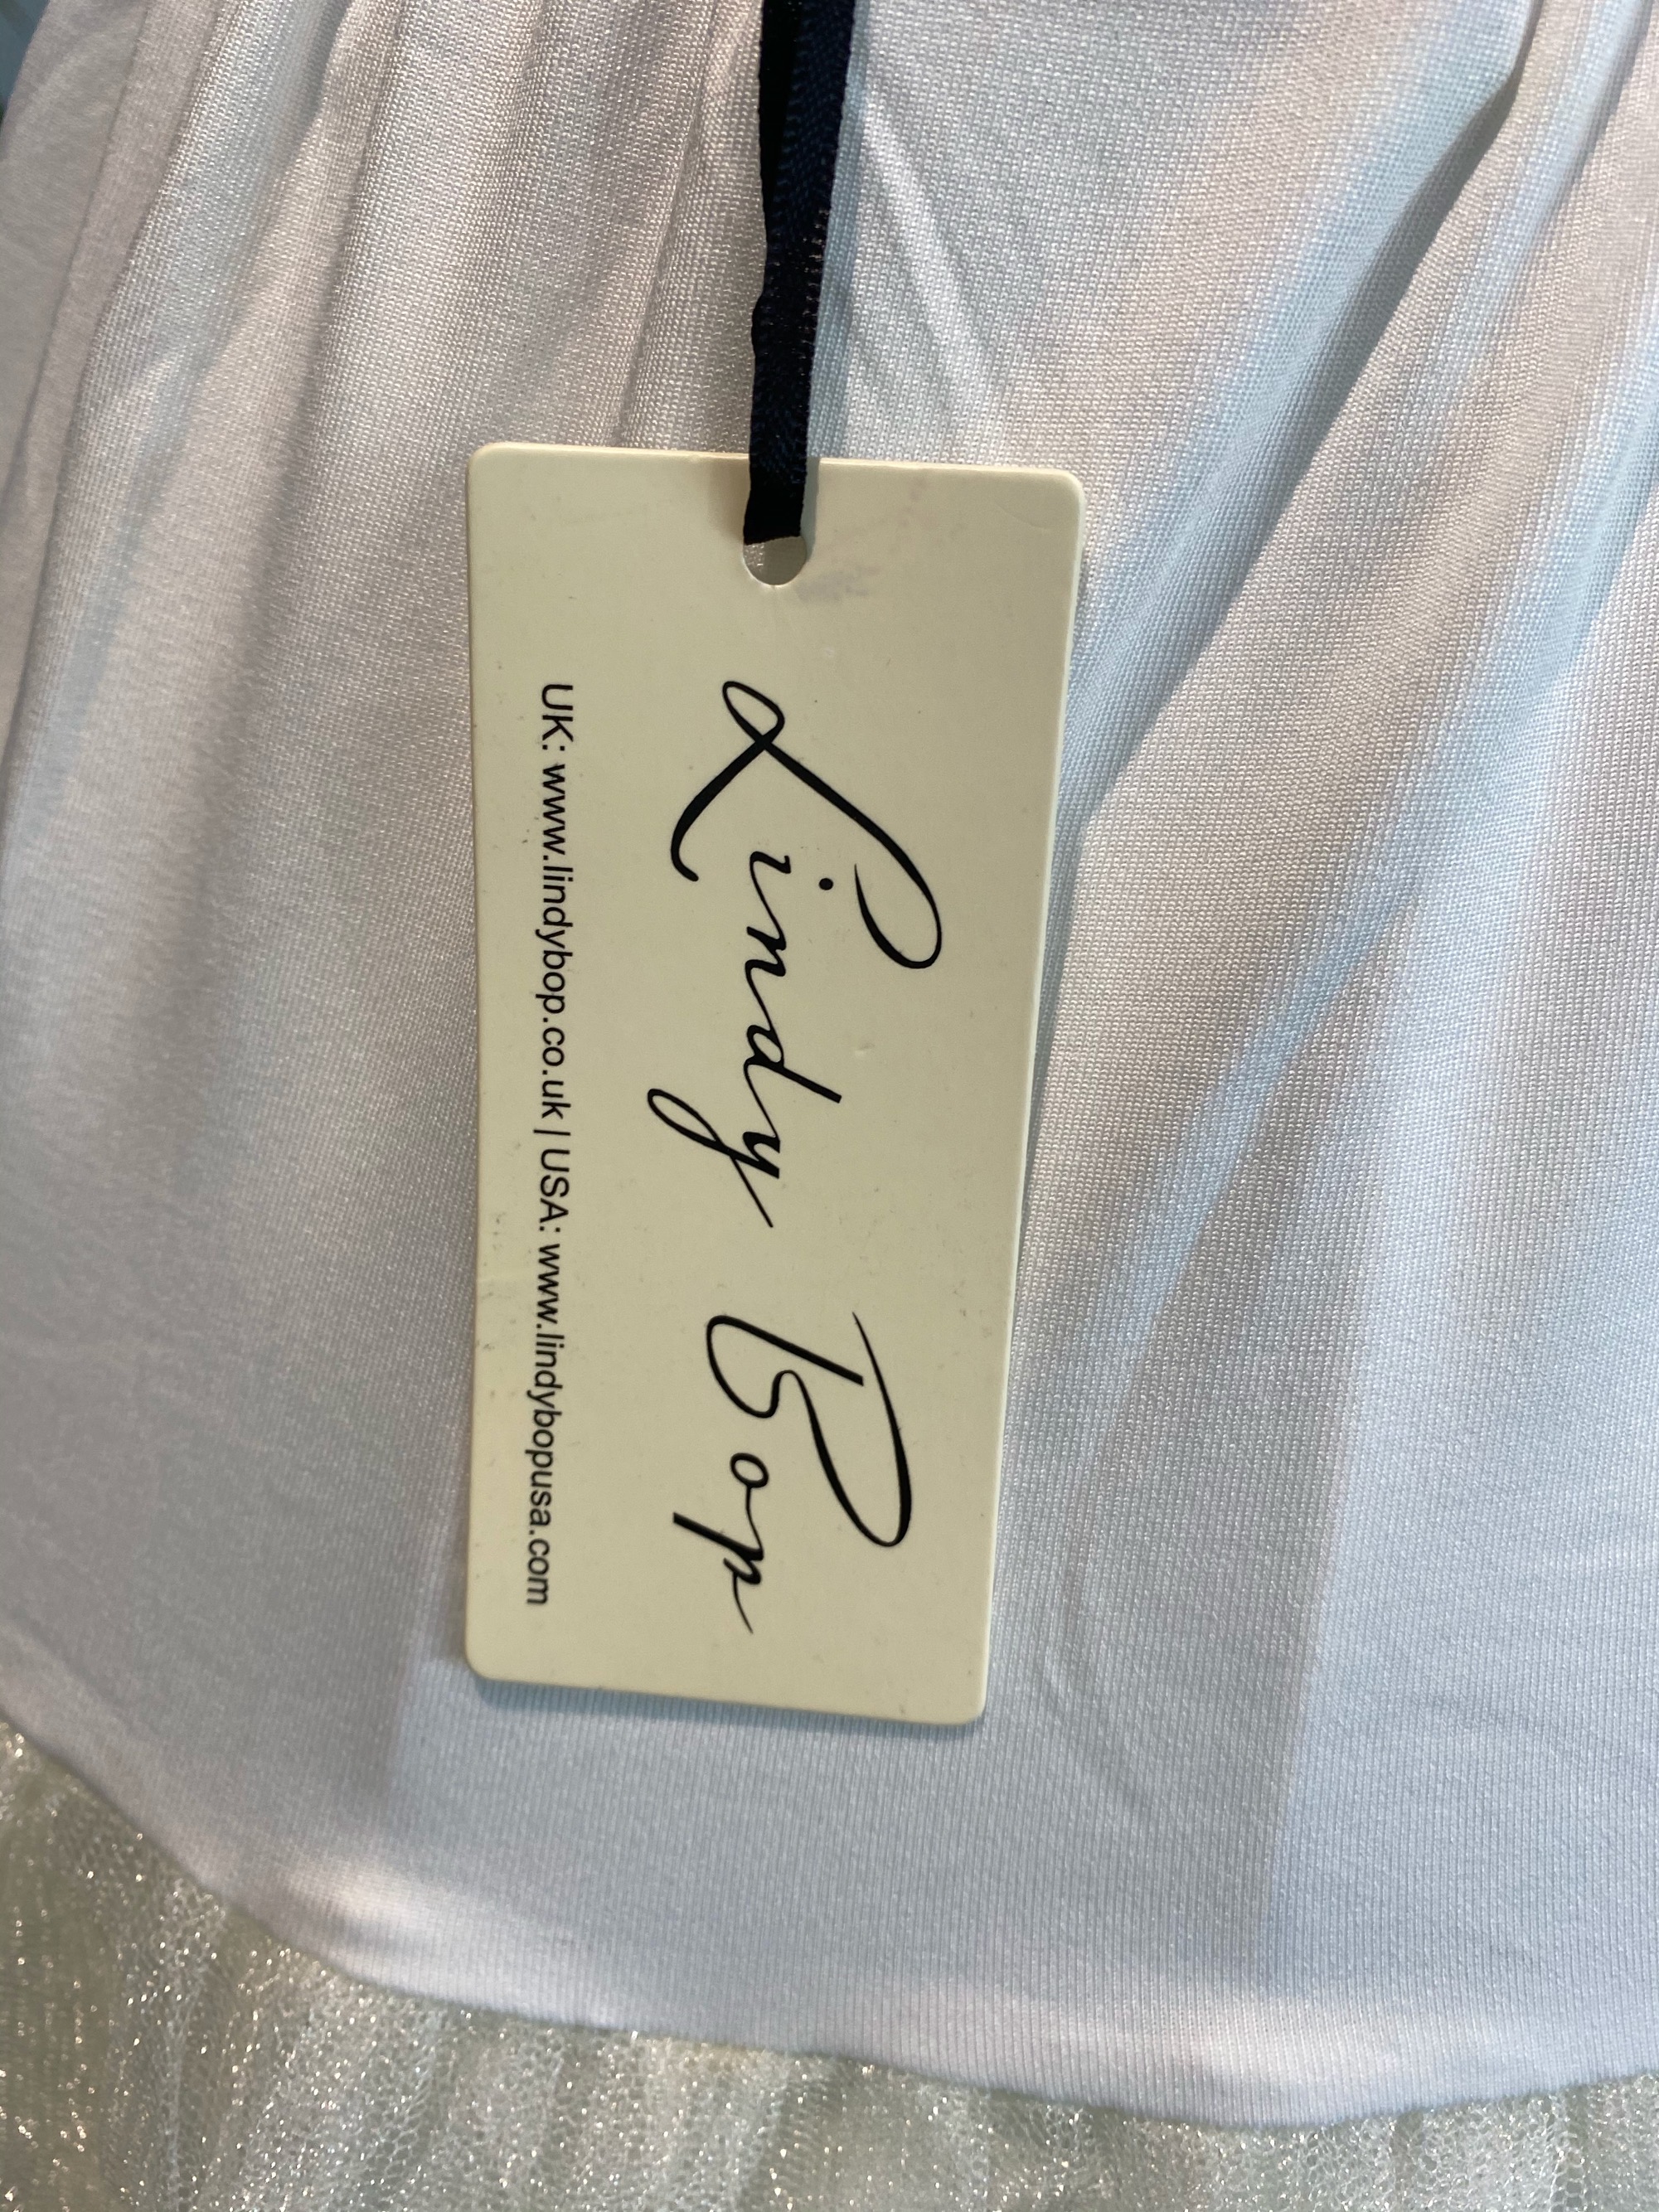 Lindy Bop
UK: www.lindybop.co.uk | USA: www.lindybopusa.com